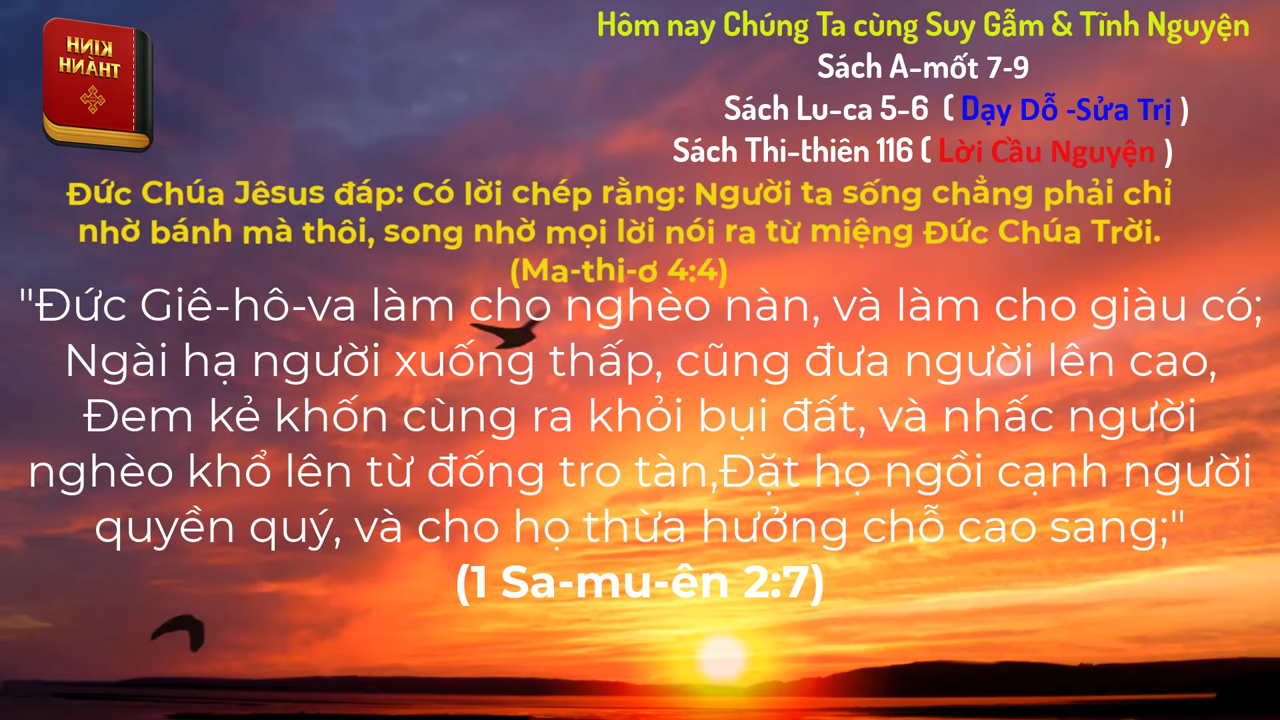 KINH
THÀNH
Hôm nay Chúng Ta cùng Suy Gẫm & Tĩnh Nguyện
Sách A-mốt 7-9
Sách Lu-ca 5-6 ( Dạy Dỗ -Sửa Trị )
Sách Thi-thiên 116 ( Lời Cầu Nguyện )
Đức Chúa Jêsus đáp: Có lời chép rằng: Người ta sống chẳng phải chỉ
nhờ bánh mà thôi, song nhờ mọi lời nói ra từ miệng Đức Chúa Trời.
(Ma-thi-ơ 4:4)
"Đức Giê-hô-va làm cho nghèo nàn, và làm cho giàu có;
Ngài hạ người xuống thấp, cũng đưa người lên cao,
Đem kẻ khốn cùng ra khỏi bụi đất, và nhấc người
nghèo khổ lên từ đống tro tàn,Đặt họ ngồi cạnh người
quyền quý, và cho họ thừa hưởng chỗ cao sang;"
(1 Sa-mu-ên 2:7)